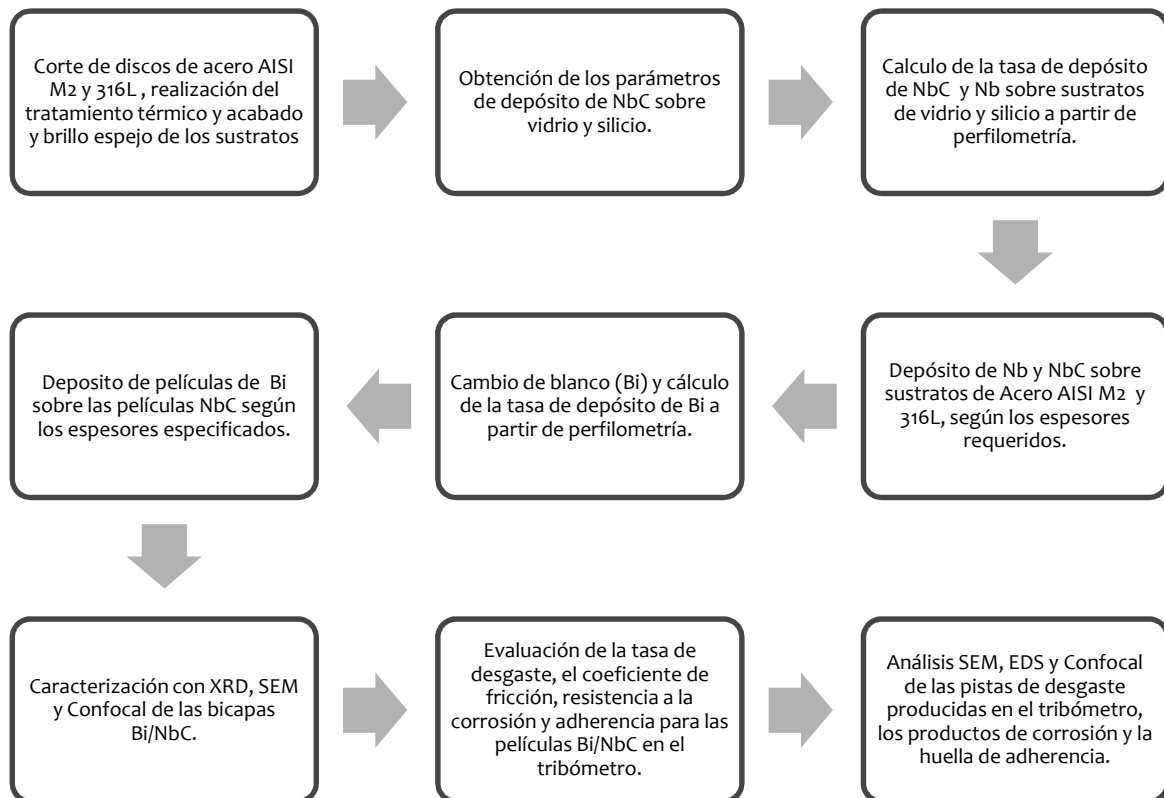 Corte de discos de acero AISI
M2 y 316L , realización del
tratamiento térmico y acabado
y brillo espejo de los sustratos
Obtención de los parámetros
de depósito de NbC sobre
vidrio y silicio.
Calculo de la tasa de depósito
de NbC y Nb sobre sustratos
de vidrio y silicio a partir de
perfilometría.
Depósito de Nb y NbC sobre
sustratos de Acero AISI M2 y
316L, según los espesores
requeridos.
Cambio de blanco (Bi) y cálculo
de la tasa de depósito de Bi a
partir de perfilometría.
Deposito de películas de Bi
sobre las películas NbC según
los espesores especificados.
Caracterización con XRD, SEM
y Confocal de las bicapas
Bi/NbC.
Evaluación de la tasa de
desgaste, el coeficiente de
fricción, resistencia a la
corrosión y adherencia para las
películas Bi/NbC en el
tribómetro.
Análisis SEM, EDS y Confocal
de las pistas de desgaste
producidas en el tribómetro,
los productos de corrosión y la
huella de adherencia.